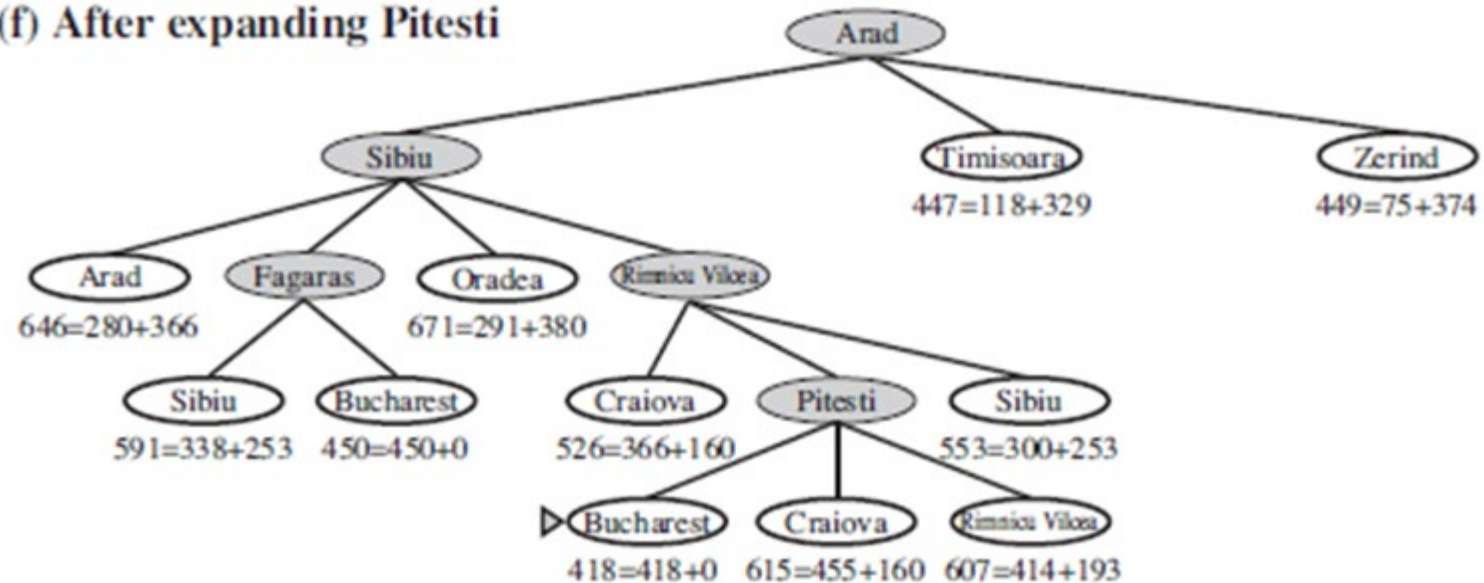 (f) After expanding Pitesti
Arad
Sibiu
Timisoara
Zerind
447=118+329
449=75+374
Arad
Fagaras
Oradea
Rimnicu Vilcea
646=280+366
671=291+380
Sibiu
Bucharest
Craiova
Pitesti
Sibiu
591=338+253
450=450+0
526=366+160
553=300+253
Bucharest
Craiova
Rimnicu Vilcea
418=418+0
615=455+160
607=414+193